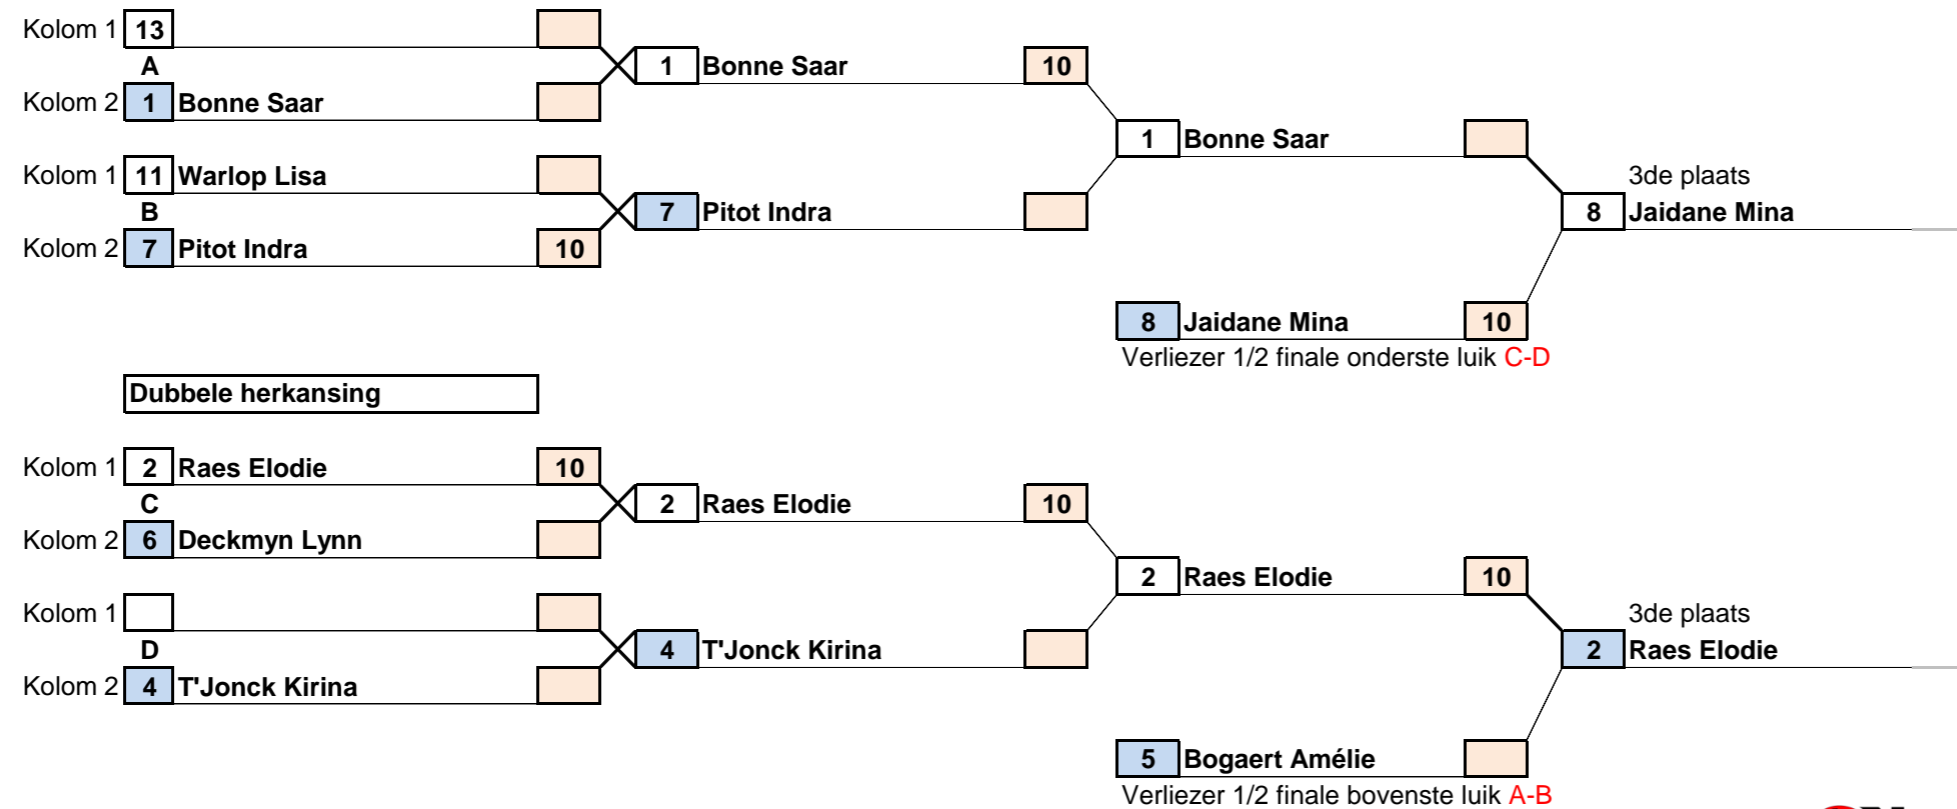 Kolom 1 13
A
Kolom 2 1 Bonne Saar
1 Bonne Saar 10
Kolom 1 11 Warlop Lisa
B
Kolom 2 7 Pitot Indra 10
7 Pitot Indra
1 Bonne Saar
8 Jaidane Mina 10
Verliezer 1/2 finale onderste luik C-D
3de plaats
8 Jaidane Mina
Dubbele herkansing
Kolom 1 2 Raes Elodie 10
C
Kolom 2 6 Deckmyn Lynn
2 Raes Elodie 10
Kolom 1
D
Kolom 2 4 T'Jonck Kirina
4 T'Jonck Kirina
2 Raes Elodie 10
5 Bogaert Amélie
Verliezer 1/2 finale bovenste luik A-B
3de plaats
2 Raes Elodie